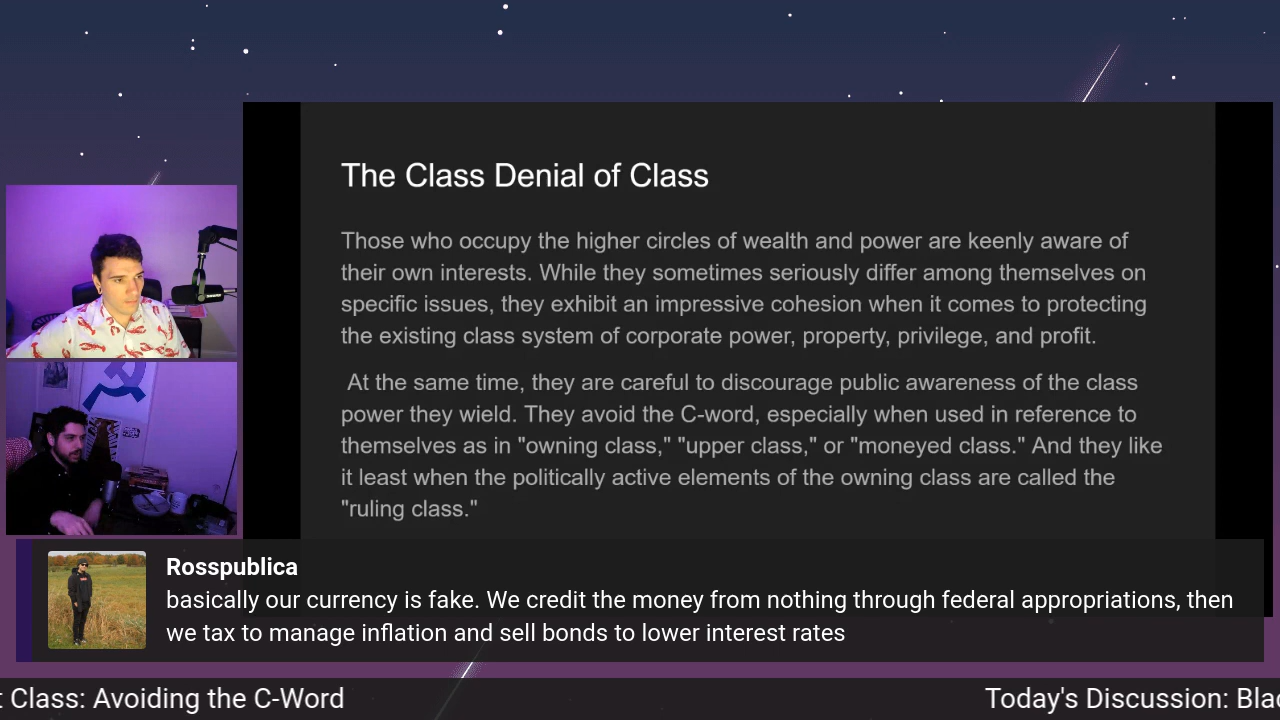 The Class Denial of Class
Those who occupy the higher circles of wealth and power are keenly aware of
their own interests. While they sometimes seriously differ among themselves on
specific issues, they exhibit an impressive cohesion when it comes to protecting
the existing class system of corporate power, property, privilege, and profit.
At the same time, they are careful to discourage public awareness of the class
power they wield. They avoid the C-word, especially when used in reference to
themselves as in "owning class," "upper class," or "moneyed class." And they like
it least when the politically active elements of the owning class are called the
"ruling class."
Rosspublica
basically our currency is fake. We credit the money from nothing through federal appropriations, then
we tax to manage inflation and sell bonds to lower interest rates
t Class: Avoiding the C-Word
Today's Discussion: Blac